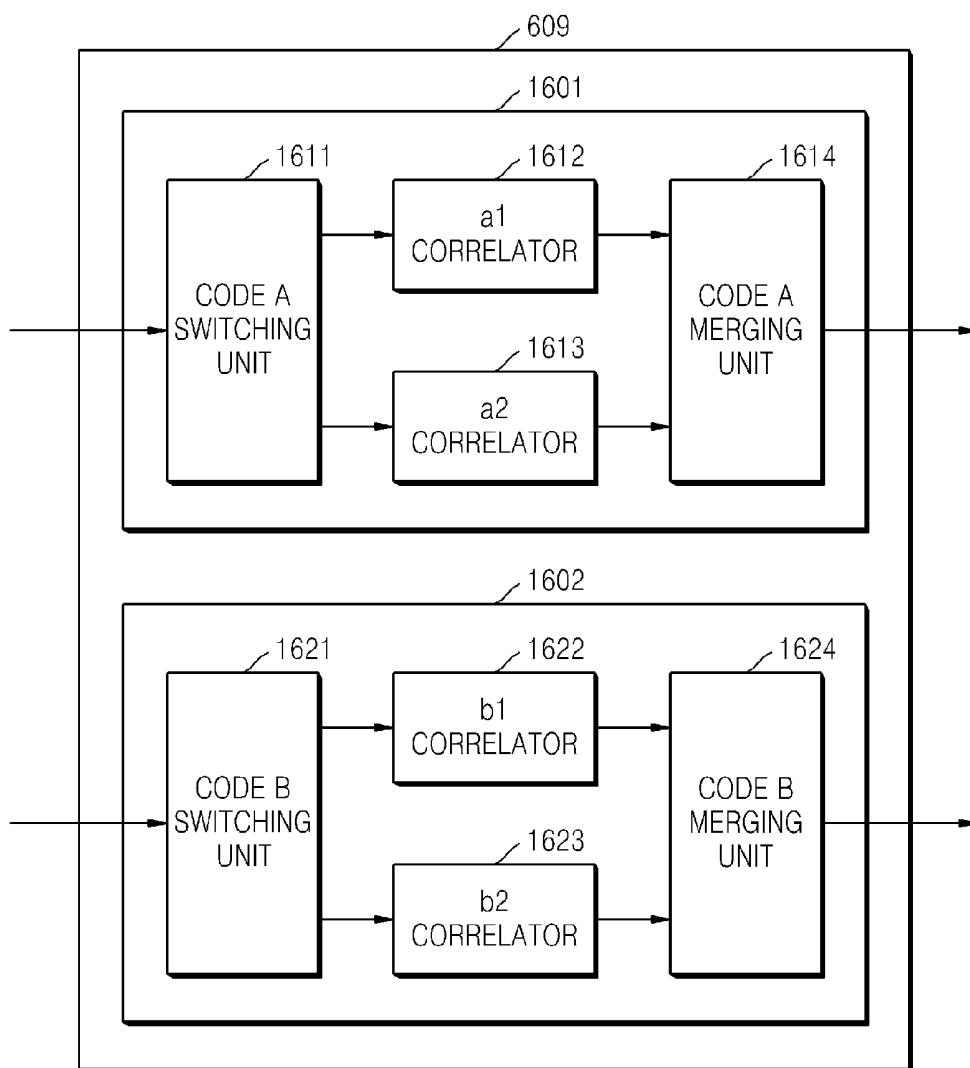 609
1601
1611
1612
1614
a1
CORRELATOR
CODE A
SWITCHING
UNIT
CODE A
MERGING
UNIT
1613
a2
CORRELATOR
1602
1621
1622
1624
b1
CORRELATOR
CODE B
SWITCHING
UNIT
CODE B
MERGING
UNIT
1623
b2
CORRELATOR